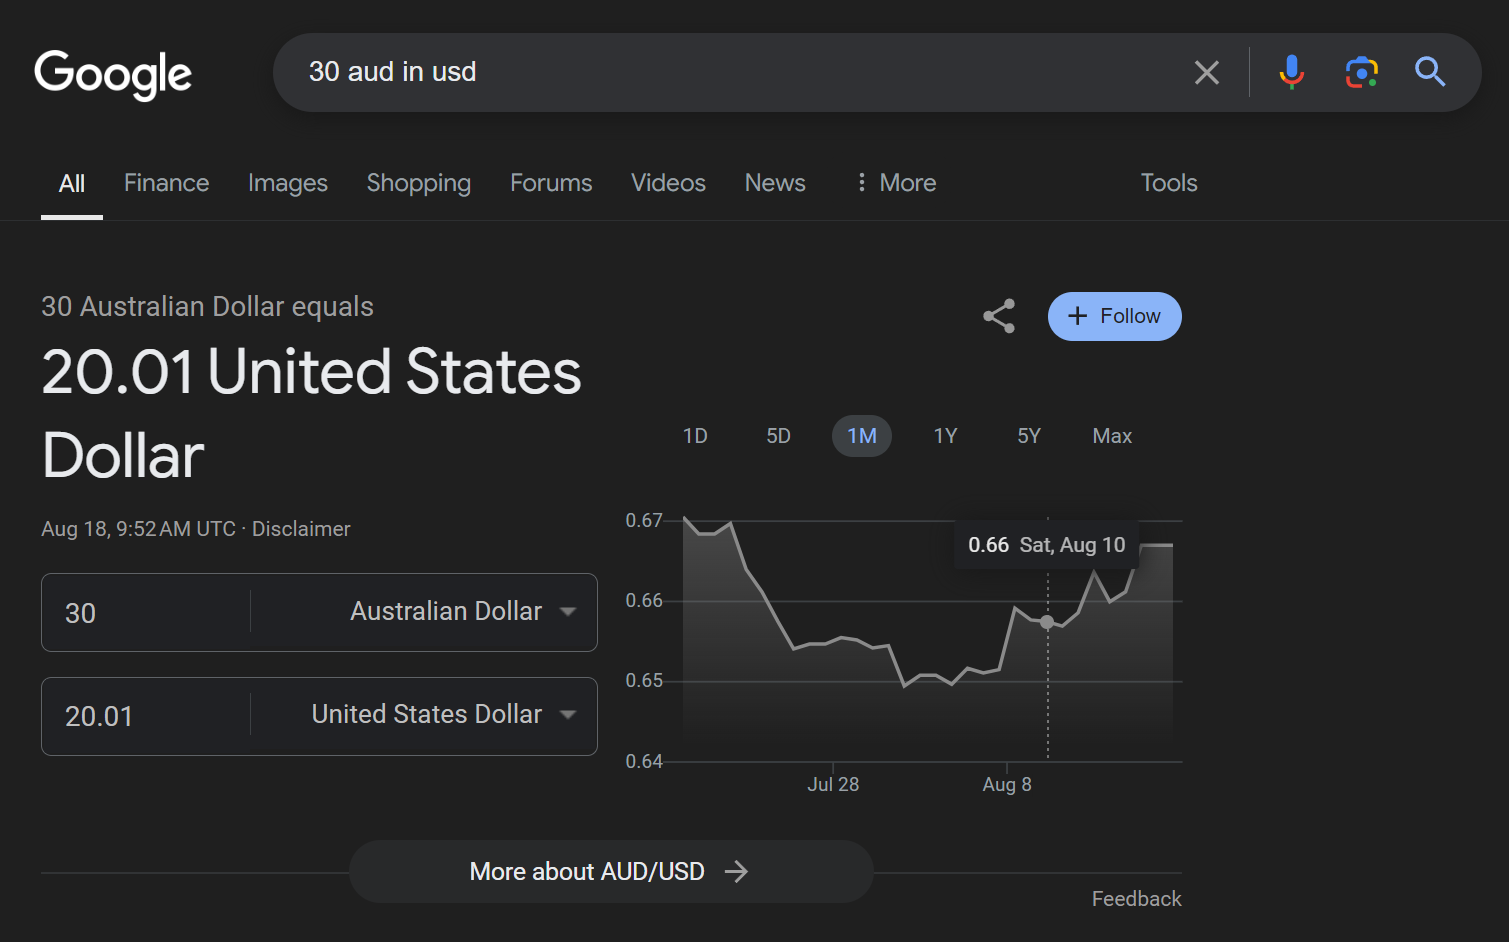 Google
30 aud in usd
All Finance Images Shopping Forums Videos News More Tools
30 Australian Dollar equals
20.01 United States
Dollar
Aug 18, 9:52 AM UTC · Disclaimer
30 Australian Dollar
20.01 United States Dollar
+ Follow
1D 5D 1M 1Y 5Y Max
0.67
0.66 Sat, Aug 10
0.66
0.65
0.64
Jul 28 Aug 8
More about AUD/USD →
Feedback